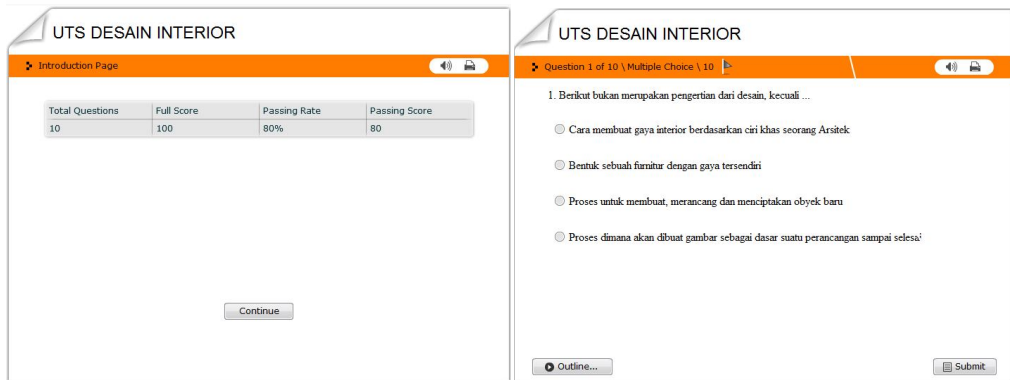 UTS DESAIN INTERIOR
Introduction Page
Total Questions Full Score Passing Rate Passing Score
10 100 80% 80
Continue
UTS DESAIN INTERIOR
Question 1 of 10 \ Multiple Choice \ 10
1. Berikut bukan merupakan pengertian dari desain, kecuali ...
Cara membuat gaya interior berdasarkan ciri khas seorang Arsitek
Bentuk sebuah furnitur dengan gaya tersendiri
Proses untuk membuat, merancang dan menciptakan obyek baru
Proses dimana akan dibuat gambar sebagai dasar suatu perancangan sampai
Outline... Submit